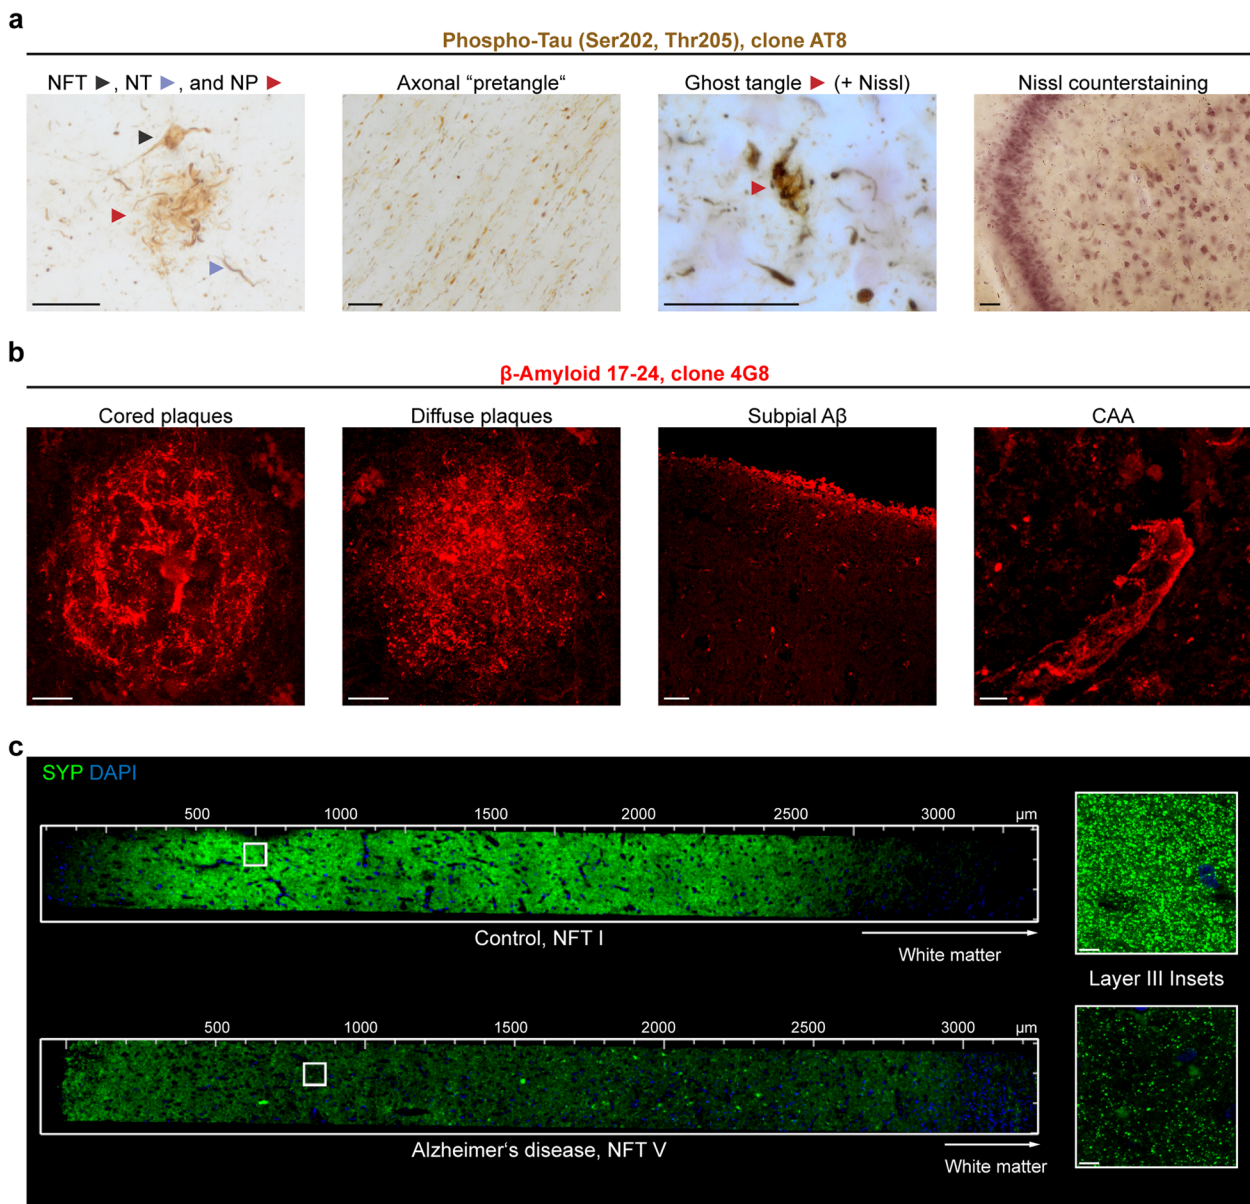 a
Phospho-Tau (Ser202, Thr205), clone AT8
NFT ▶, NT ▶, and NP ▶
Axonal “pretangle“
Ghost tangle ▶ (+ Nissl)
Nissl counterstaining
b
β-Amyloid 17-24, clone 4G8
Cored plaques
Diffuse plaques
Subpial Aβ
CAA
c
SYP DAPI
500 1000 1500 2000 2500 3000 μm
Control, NFT I
White matter
Layer III Insets
500 1000 1500 2000 2500 3000 μm
Alzheimer‘s disease, NFT V
White matter